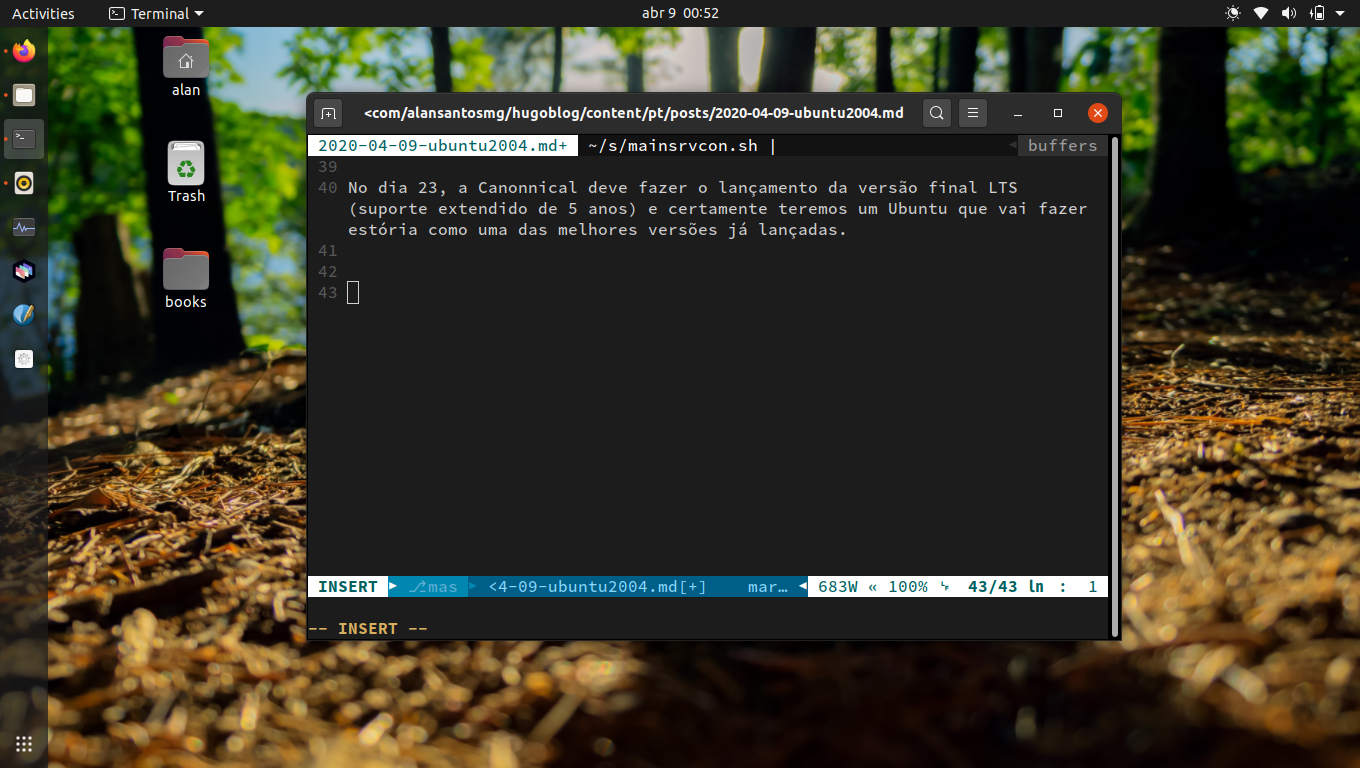 Activities Terminal abr 9 00:52
alan
Trash
books
<com/alansantosmg/hugoblog/content/pt/posts/2020-04-09-ubuntu2004.md
2020-04-09-ubuntu2004.md+ ~/s/mainsrvcon.sh | buffers
39
40 No dia 23, a Canonnical deve fazer o lançamento da versão final LTS
(suporte extendido de 5 anos) e certamente teremos um Ubuntu que vai fazer
estória como uma das melhores versões já lançadas.
41
42
43
INSERT mas <4-09-ubuntu2004.md[+] mar… 683W « 100% 43/43 ln : 1
-- INSERT --